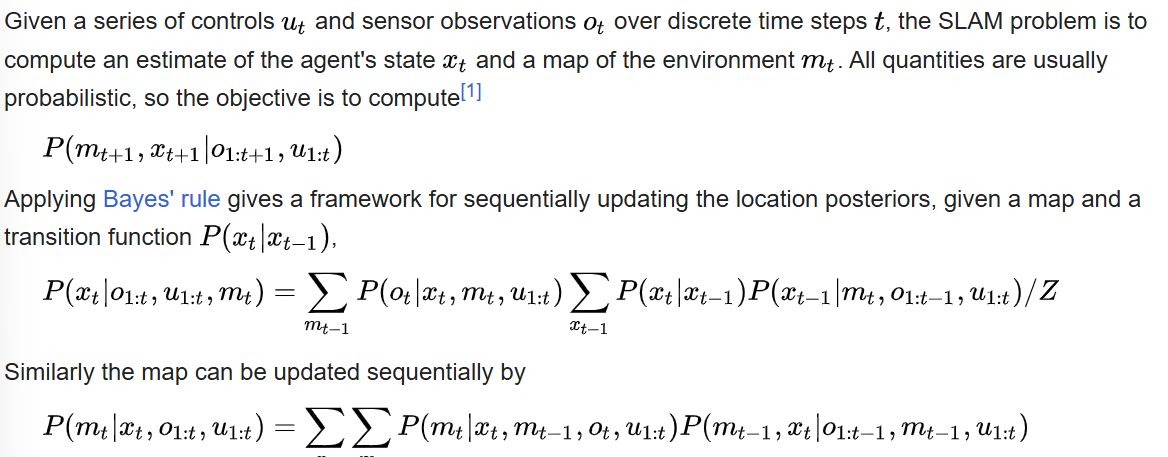 Given a series of controls u_t and sensor observations o_t over discrete time steps t, the SLAM problem is to
compute an estimate of the agent's state x_t and a map of the environment m_t. All quantities are usually
probabilistic, so the objective is to compute[1]
P(m_{t+1}, x_{t+1}|o_{1:t+1}, u_{1:t})
Applying Bayes' rule gives a framework for sequentially updating the location posteriors, given a map and a
transition function P(x_t|x_{t−1}),
P(x_t|o_{1:t}, u_{1:t}, m_t) = ∑_{m_{t−1}} P(o_t|x_t, m_t, u_{1:t}) ∑_{x_{t−1}} P(x_t|x_{t−1})P(x_{t−1}|m_t, o_{1:t−1}, u_{1:t})/Z
Similarly the map can be updated sequentially by
P(m_t|x_t, o_{1:t}, u_{1:t}) = ∑∑ P(m_t|x_t, m_{t−1}, o_t, u_{1:t})P(m_{t−1}, x_t|o_{1:t−1}, m_{t−1}, u_{1:t})